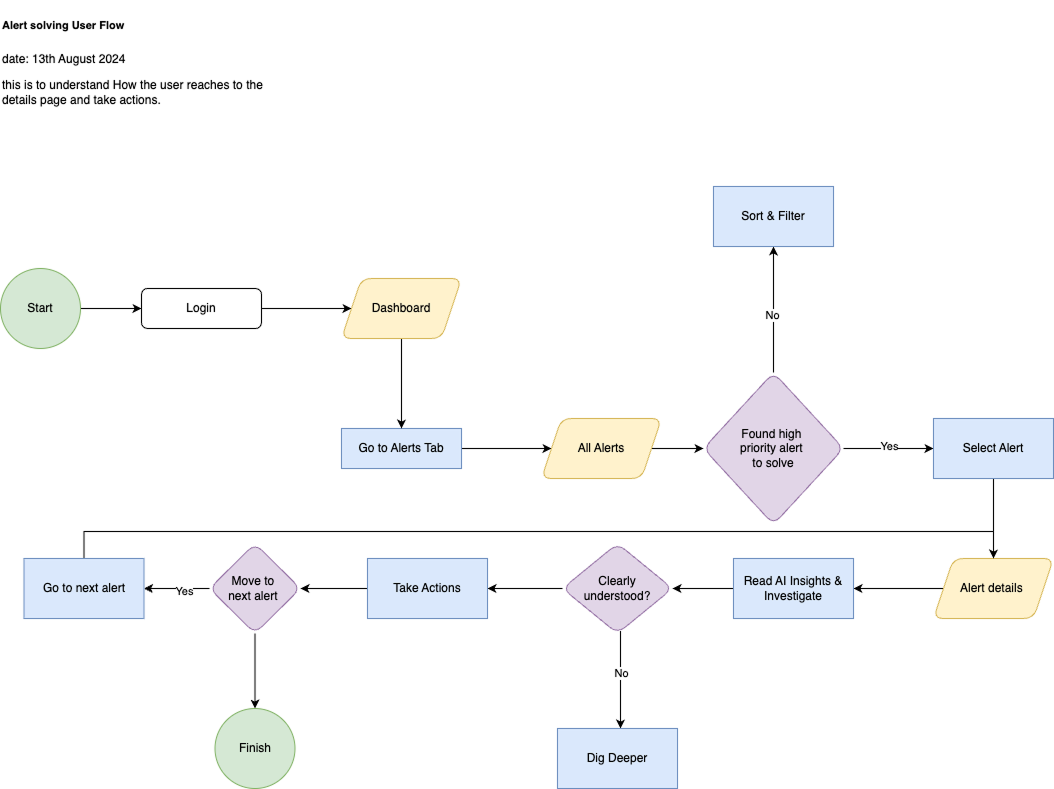 Alert solving User Flow
date: 13th August 2024
this is to understand How the user reaches to the
details page and take actions.
Sort & Filter
Start
Login
Dashboard
No
Go to Alerts Tab
All Alerts
Found high
priority alert
to solve
Yes
Select Alert
Go to next alert
Yes
Move to
next alert
Take Actions
Clearly
understood?
Read AI Insights &
Investigate
Alert details
No
Finish
Dig Deeper